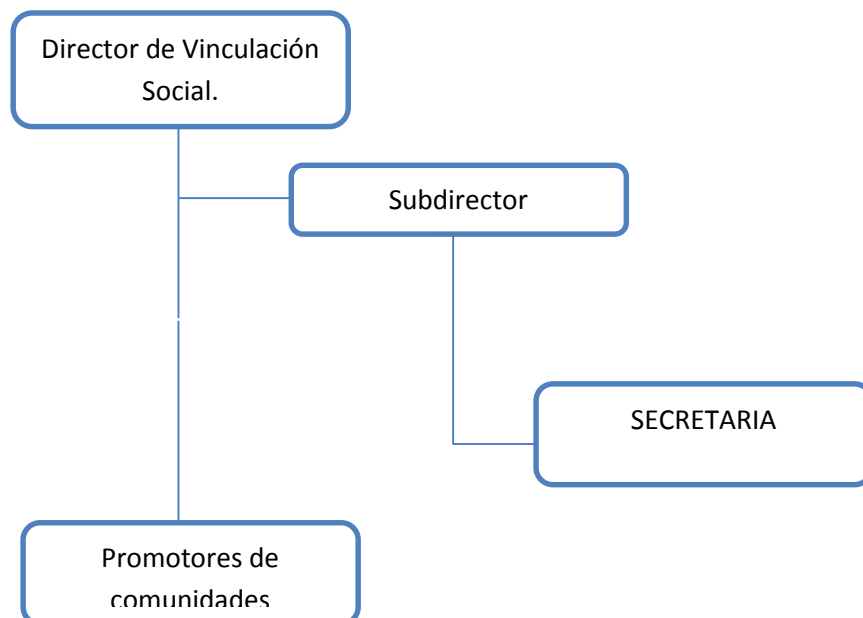 Director de Vinculación
Social.
Subdirector
SECRETARIA
Promotores de
comunidades